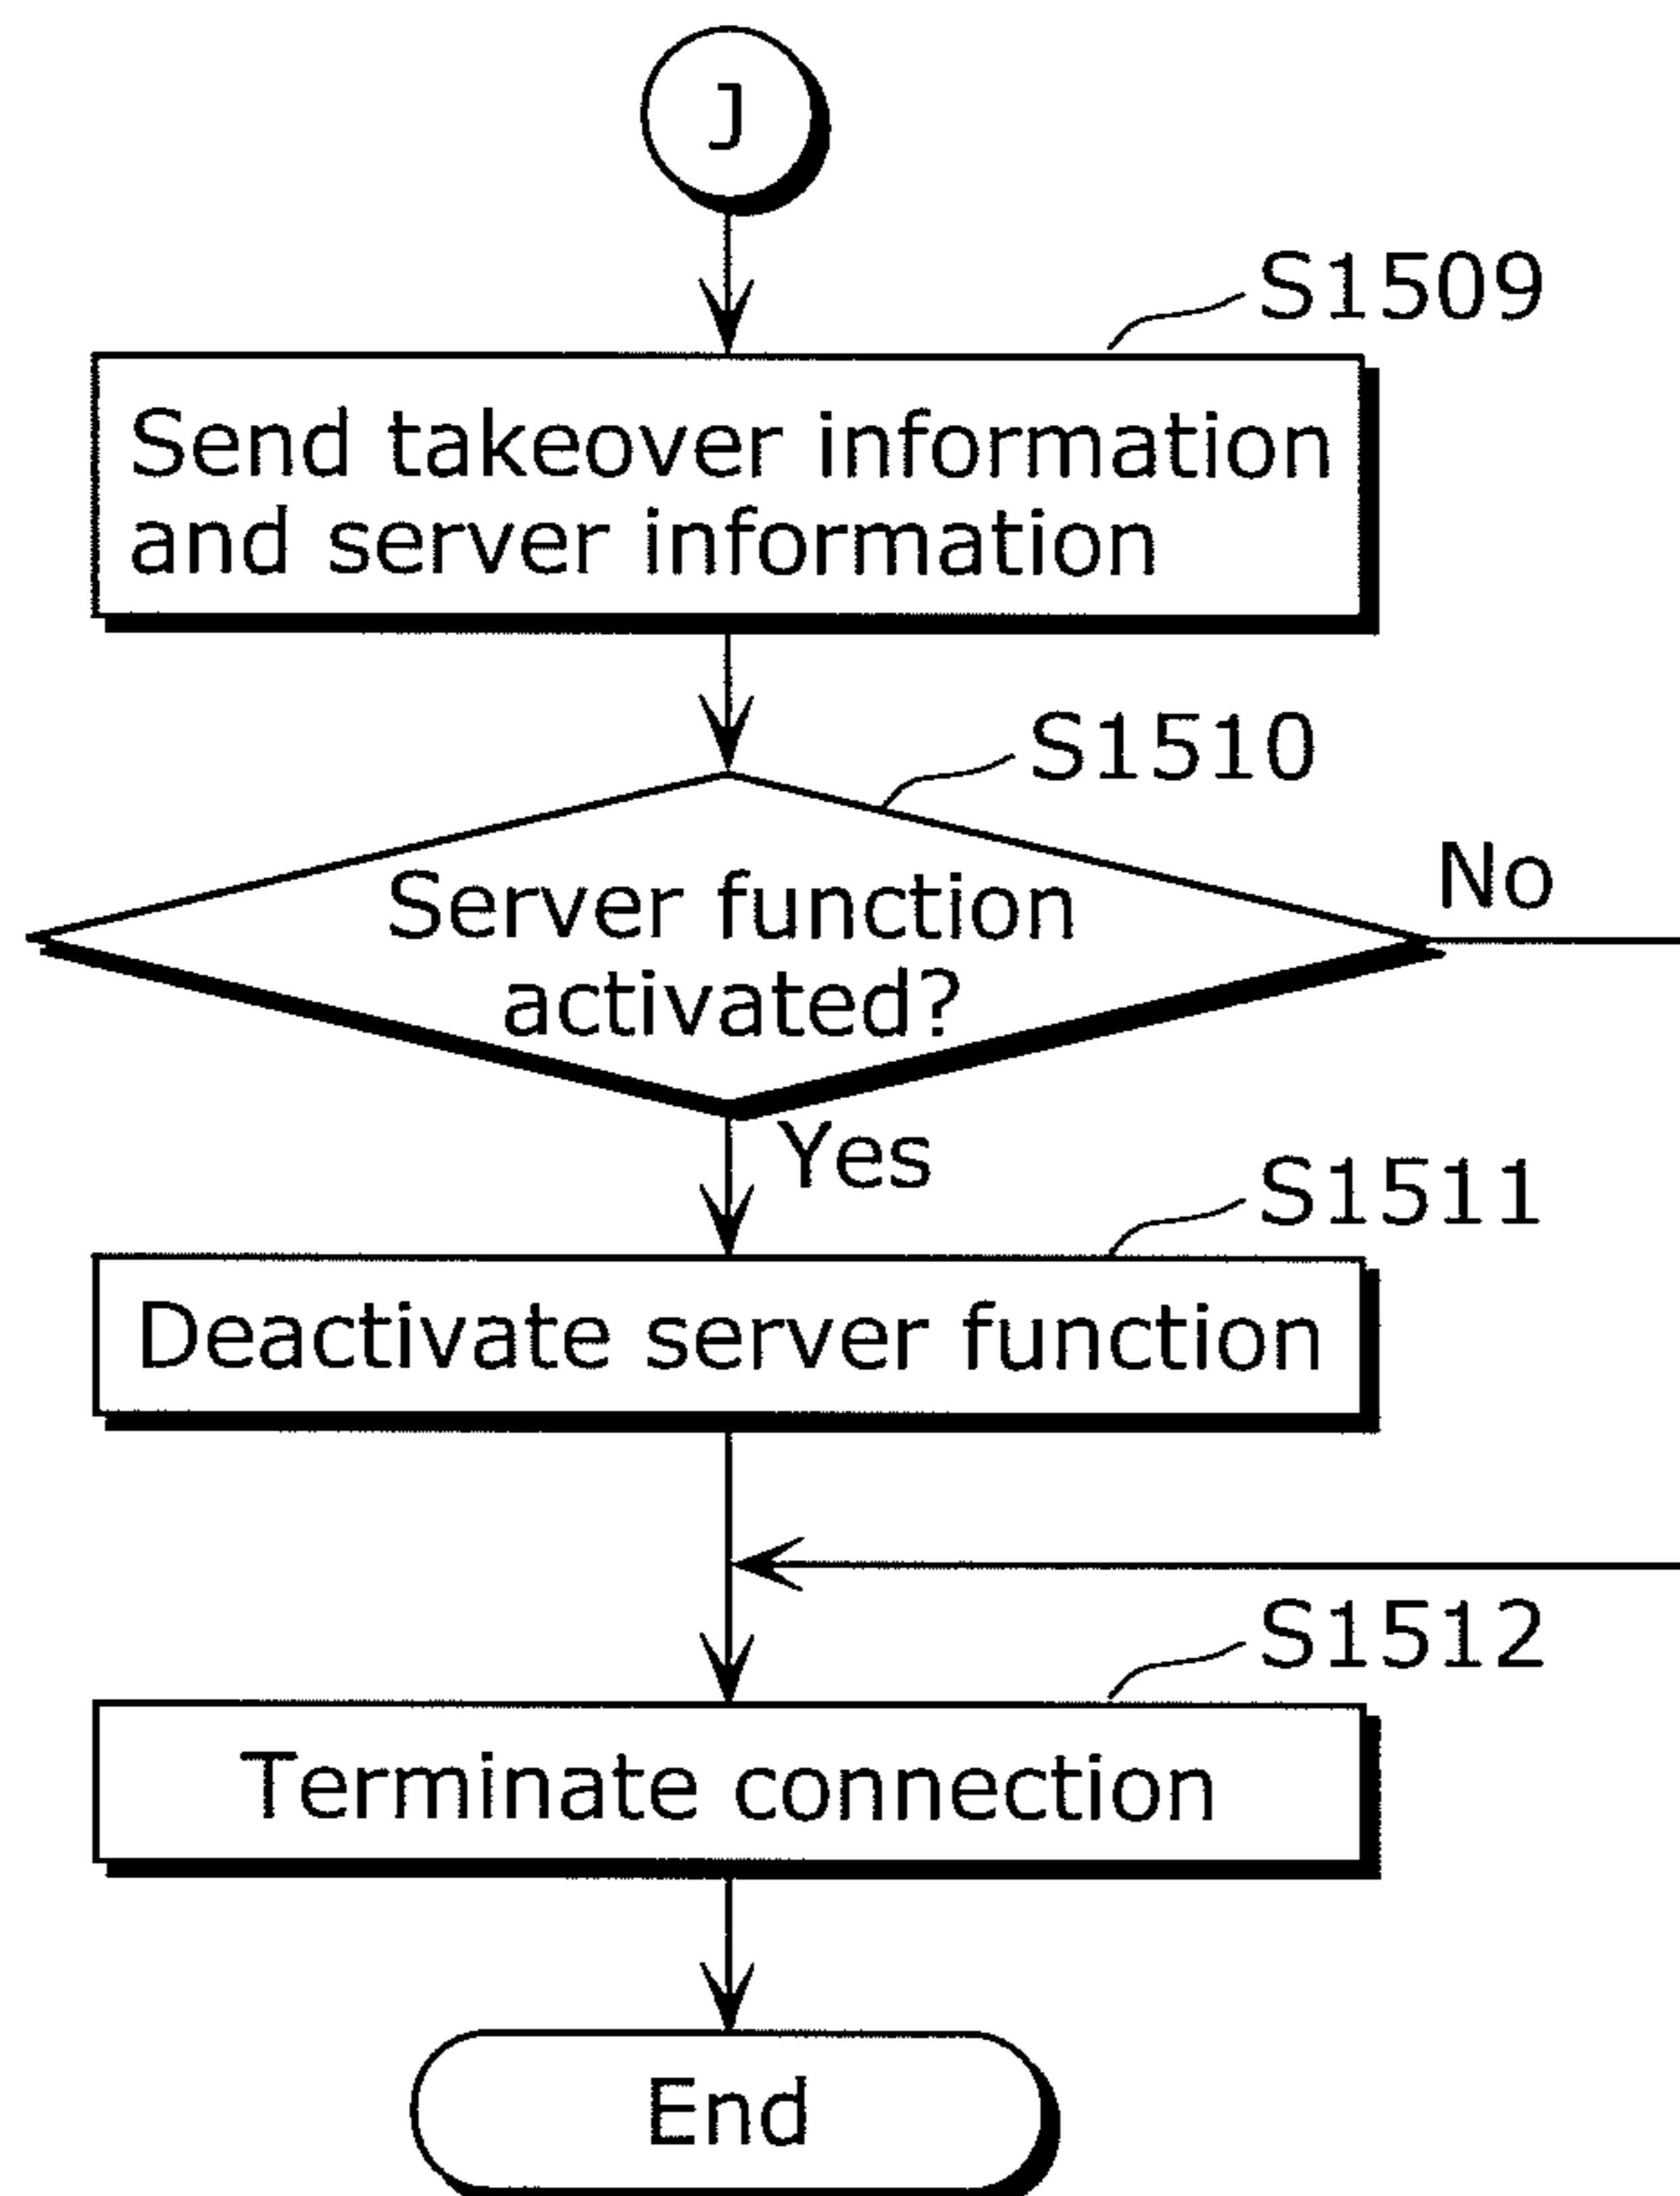 J
S1509
Send takeover information
and server information
S1510
Server function
activated?
No
Yes
S1511
Deactivate server function
S1512
Terminate connection
End